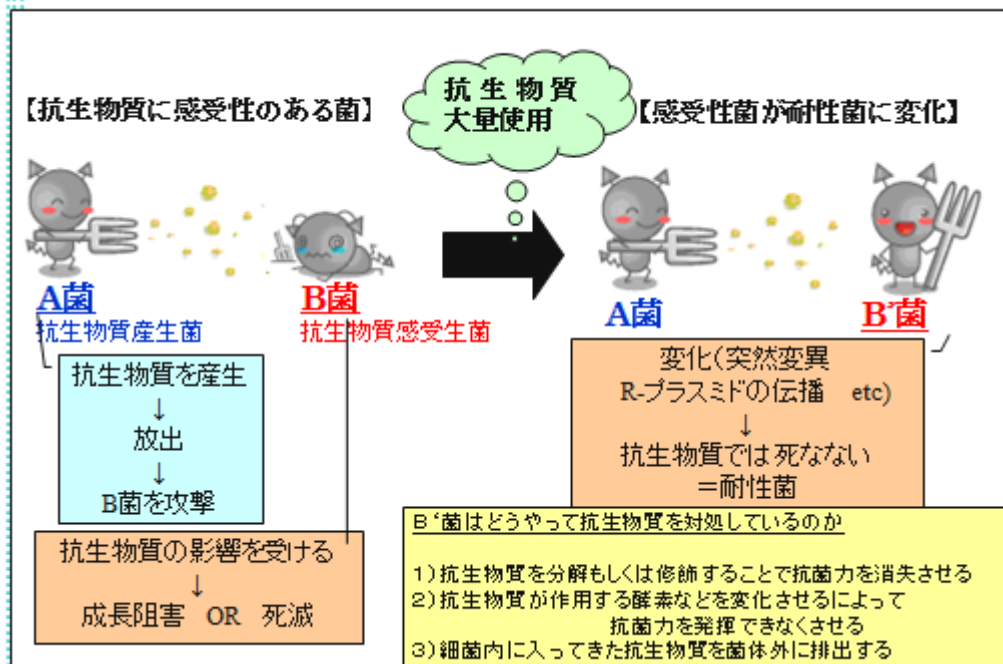 抗生物質
大量使用
【抗生物質に感受性のある菌】
【感受性菌が耐性菌に変化】
A菌
抗生物質産生菌
B菌
抗生物質感受生菌
A菌
B'菌
抗生物質を産生
↓
放出
↓
B菌を攻撃
抗生物質の影響を受ける
↓
成長阻害 OR 死滅
変化(突然変異
R-プラスミドの伝播 etc)
↓
抗生物質では死なない
=耐性菌
B'菌はどうやって抗生物質を対処しているのか
1)抗生物質を分解もしくは修飾することで抗菌力を消失させる
2)抗生物質が作用する酵素などを変化させるによって
抗菌力を発揮できなくさせる
3)細菌内に入ってきた抗生物質を菌体外に排出する